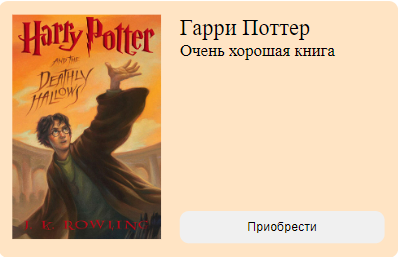 Harry Potter
AND THE
DEATHLY
HALLOWS
J. K. ROWLING
Гарри Поттер
Очень хорошая книга
Приобрести